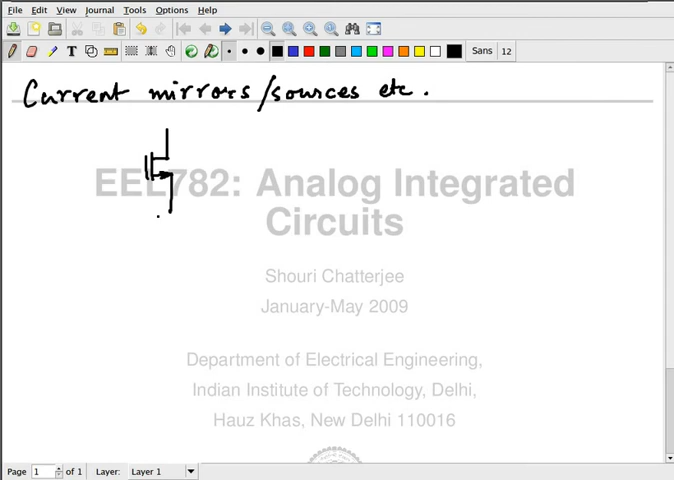 File Edit View Journal Tools Options Help
Sans 12
Current mirrors/sources etc.
EEL782: Analog Integrated
Circuits
Shouri Chatterjee
January-May 2009
Department of Electrical Engineering,
Indian Institute of Technology, Delhi,
Hauz Khas, New Delhi 110016
Page 1 of 1 Layer: Layer 1